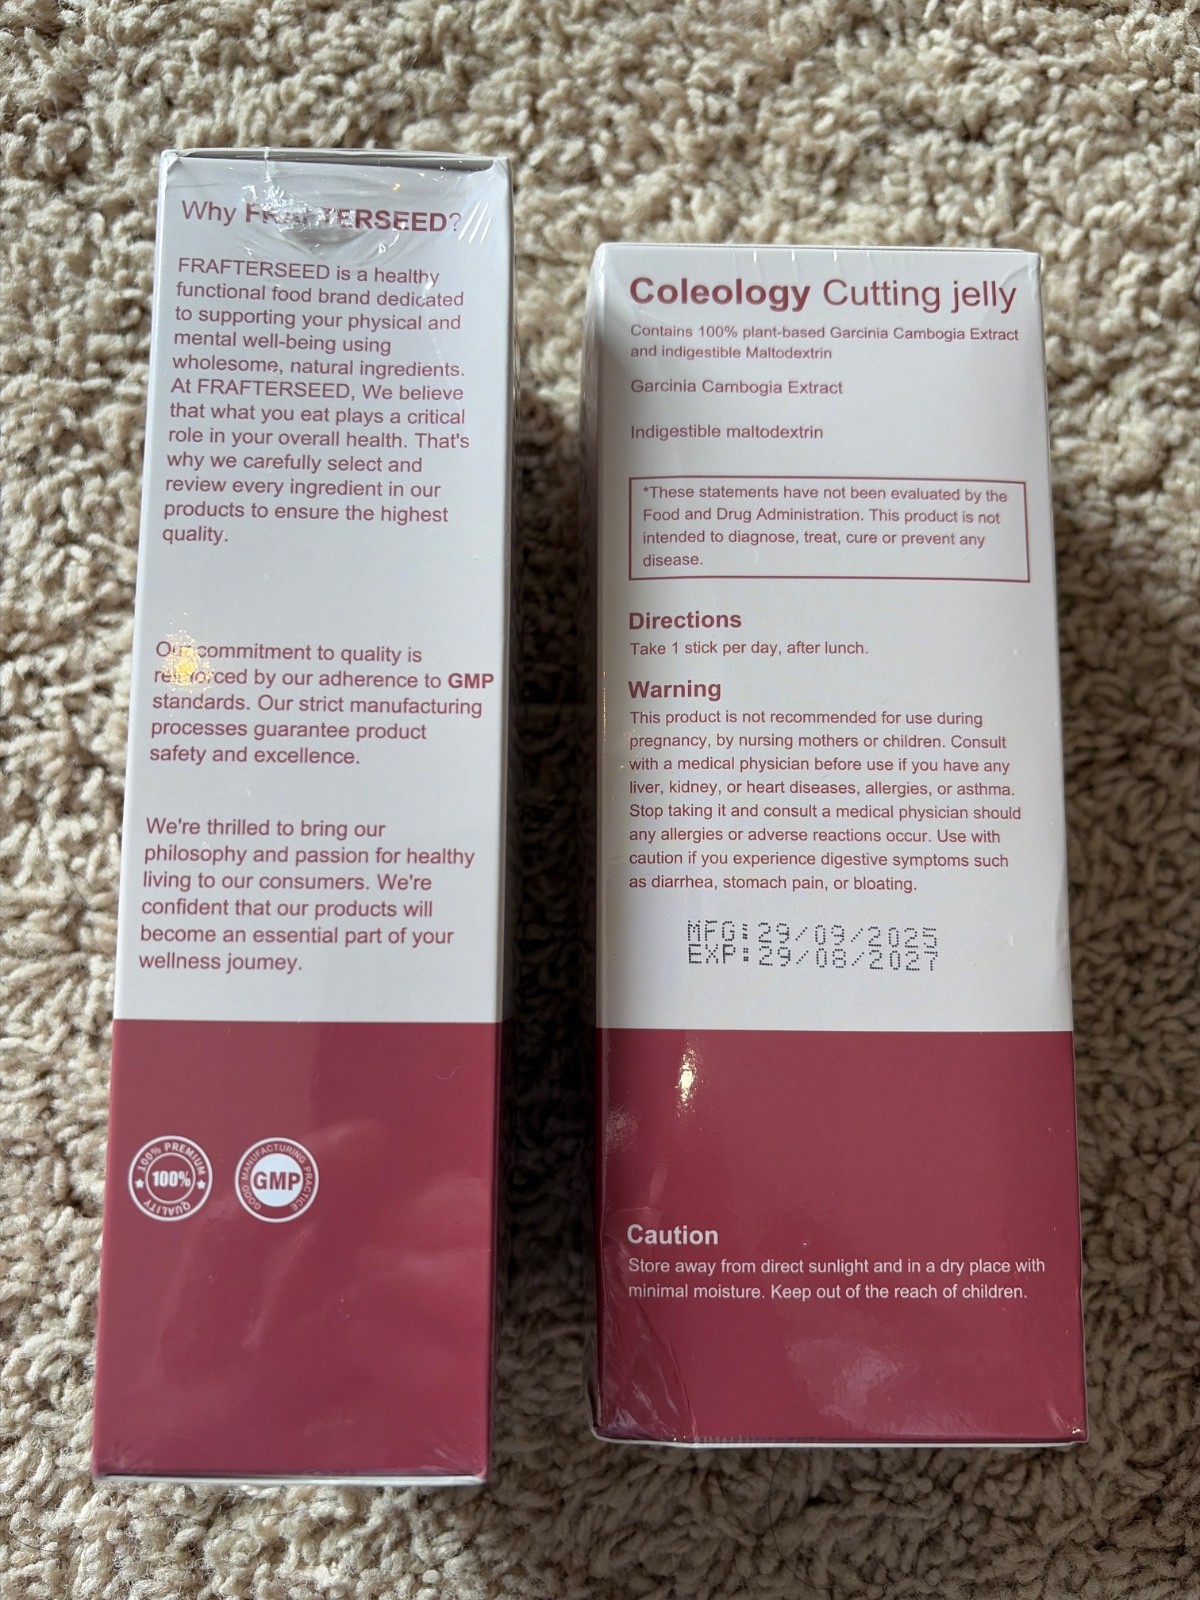 Why FRAFTERSEED?
FRAFTERSEED is a healthy
functional food brand dedicated
to supporting your physical and
mental well-being using
wholesome, natural ingredients.
At FRAFTERSEED, We believe
that what you eat plays a critical
role in your overall health. That's
why we carefully select and
review every ingredient in our
products to ensure the highest
quality.
Our commitment to quality is
reinforced by our adherence to GMP
standards. Our strict manufacturing
processes guarantee product
safety and excellence.
We're thrilled to bring our
philosophy and passion for healthy
living to our consumers. We're
confident that our products will
become an essential part of your
wellness joumey.
100% PREMIUM
100%
QUALITY
GOOD MANUFACTURING PRACTICE
GMP
Coleology Cutting jelly
Contains 100% plant-based Garcinia Cambogia Extract
and indigestible Maltodextrin
Garcinia Cambogia Extract
Indigestible maltodextrin
*These statements have not been evaluated by the
Food and Drug Administration. This product is not
intended to diagnose, treat, cure or prevent any
disease.
Directions
Take 1 stick per day, after lunch.
Warning
This product is not recommended for use during
pregnancy, by nursing mothers or children. Consult
with a medical physician before use if you have any
liver, kidney, or heart diseases, allergies, or asthma.
Stop taking it and consult a medical physician should
any allergies or adverse reactions occur. Use with
caution if you experience digestive symptoms such
as diarrhea, stomach pain, or bloating.
MFG:29/09/2025
EXP:29/08/2027
Caution
Store away from direct sunlight and in a dry place with
minimal moisture. Keep out of the reach of children.